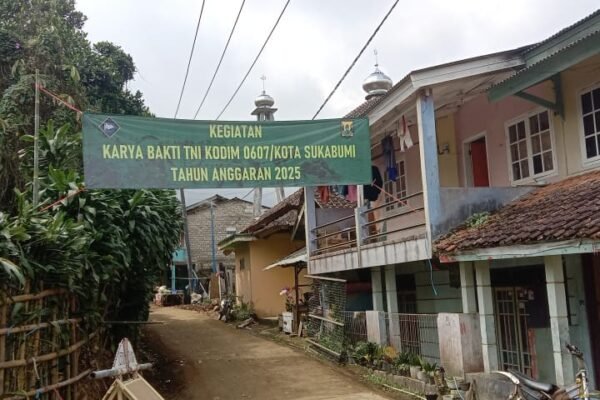 KEGIATAN
KARYA BAKTI TNI KODIM 0607/KOTA SUKABUMI
TAHUN ANGGARAN 2025